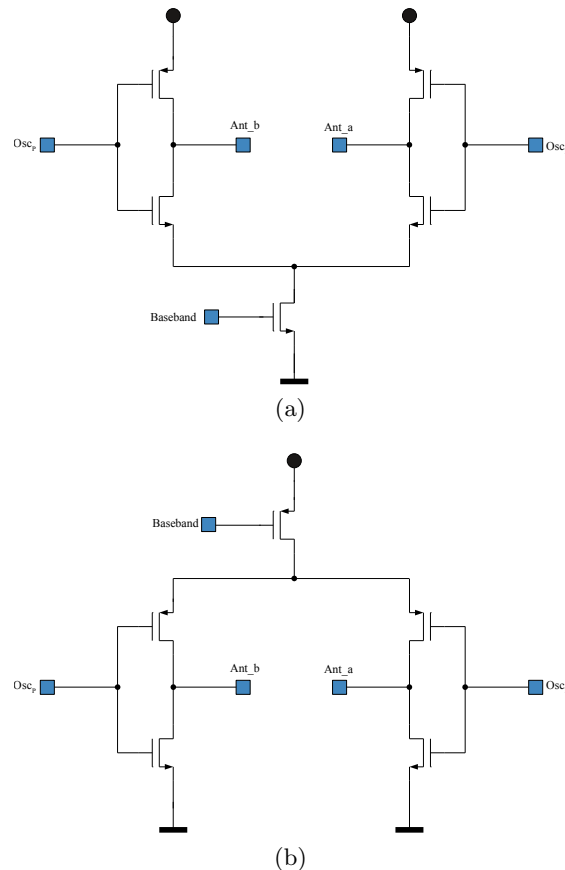 Ant_b Ant_a
Osc_P Osc
Baseband
(a)
Baseband
Ant_b Ant_a
Osc_P Osc
(b)